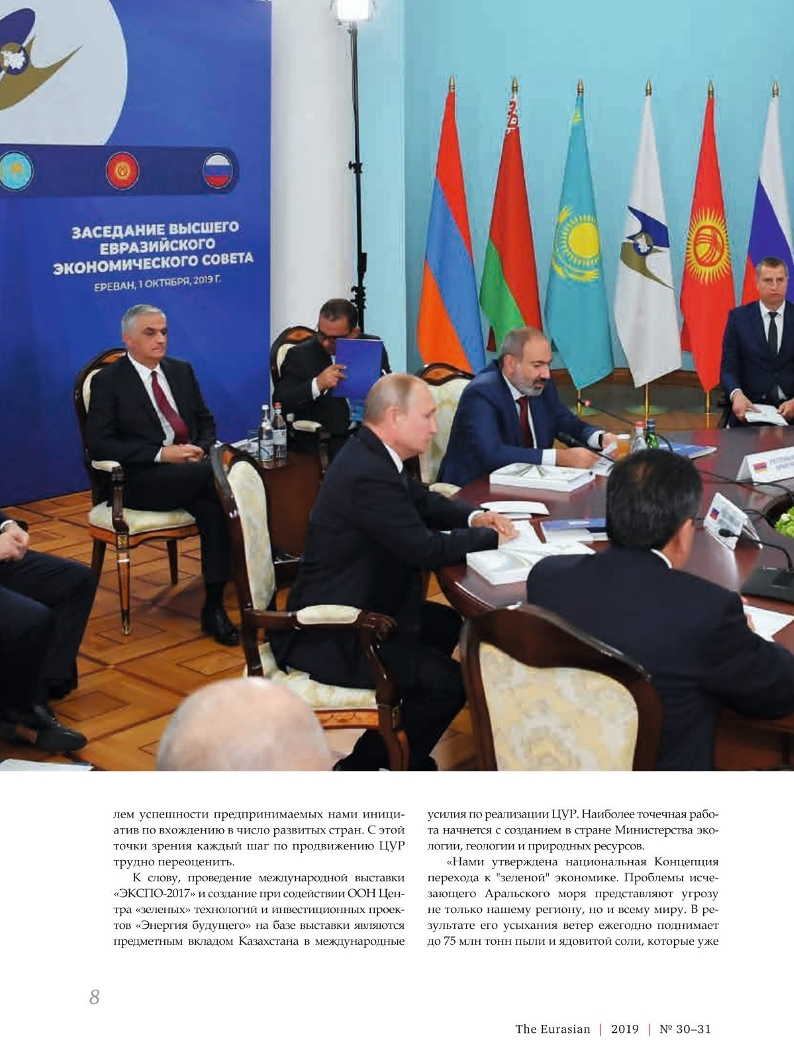 ЗАСЕДАНИЕ ВЫСШЕГО
ЕВРАЗИЙСКОГО
ЭКОНОМИЧЕСКОГО СОВЕТА
ЕРЕВАН, 1 ОКТЯБРЯ, 2019 Г.
лем успешности предпринимаемых нами иници-
атив по вхождению в число развитых стран. С этой
точки зрения каждый шаг по продвижению ЦУР
трудно переоценить.
К слову, проведение международной выставки
«ЭКСПО-2017» и создание при содействии ООН Цен-
тра «зеленых» технологий и инвестиционных проек-
тов «Энергия будущего» на базе выставки являются
предметным вкладом Казахстана в международные
усилия по реализации ЦУР. Наиболее точечная рабо-
та начнется с созданием в стране Министерства эко-
логии, геологии и природных ресурсов.
«Нами утверждена национальная Концепция
перехода к "зеленой" экономике. Проблемы исче-
зающего Аральского моря представляют угрозу
не только нашему региону, но и всему миру. В ре-
зультате его усыхания ветер ежегодно поднимает
до 75 млн тонн пыли и ядовитой соли, которые уже
8
The Eurasian | 2019 | № 30–31